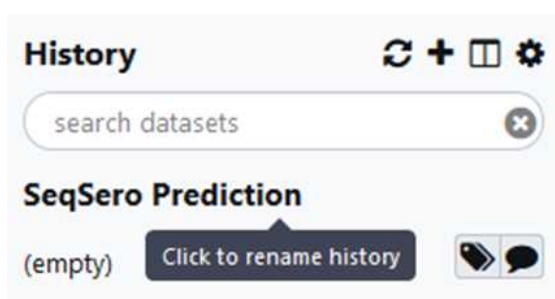 History
search datasets
SeqSero Prediction
Click to rename history
(empty)